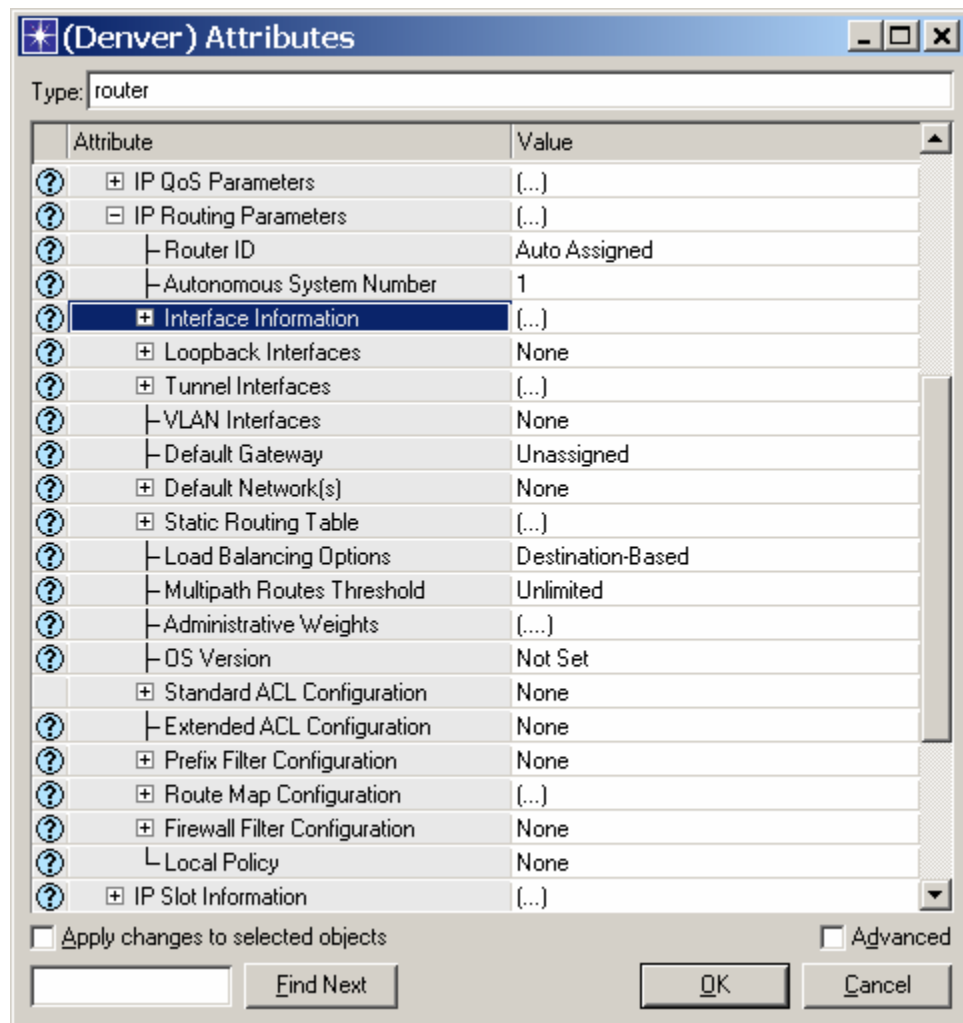 (Denver) Attributes
Type: router
Attribute Value
IP QoS Parameters (...)
IP Routing Parameters (...)
Router ID Auto Assigned
Autonomous System Number 1
Interface Information (...)
Loopback Interfaces None
Tunnel Interfaces (...)
VLAN Interfaces None
Default Gateway Unassigned
Default Network(s) None
Static Routing Table (...)
Load Balancing Options Destination-Based
Multipath Routes Threshold Unlimited
Administrative Weights (....)
OS Version Not Set
Standard ACL Configuration None
Extended ACL Configuration None
Prefix Filter Configuration None
Route Map Configuration (...)
Firewall Filter Configuration None
Local Policy None
IP Slot Information (...)
Apply changes to selected objects Advanced
Find Next OK Cancel